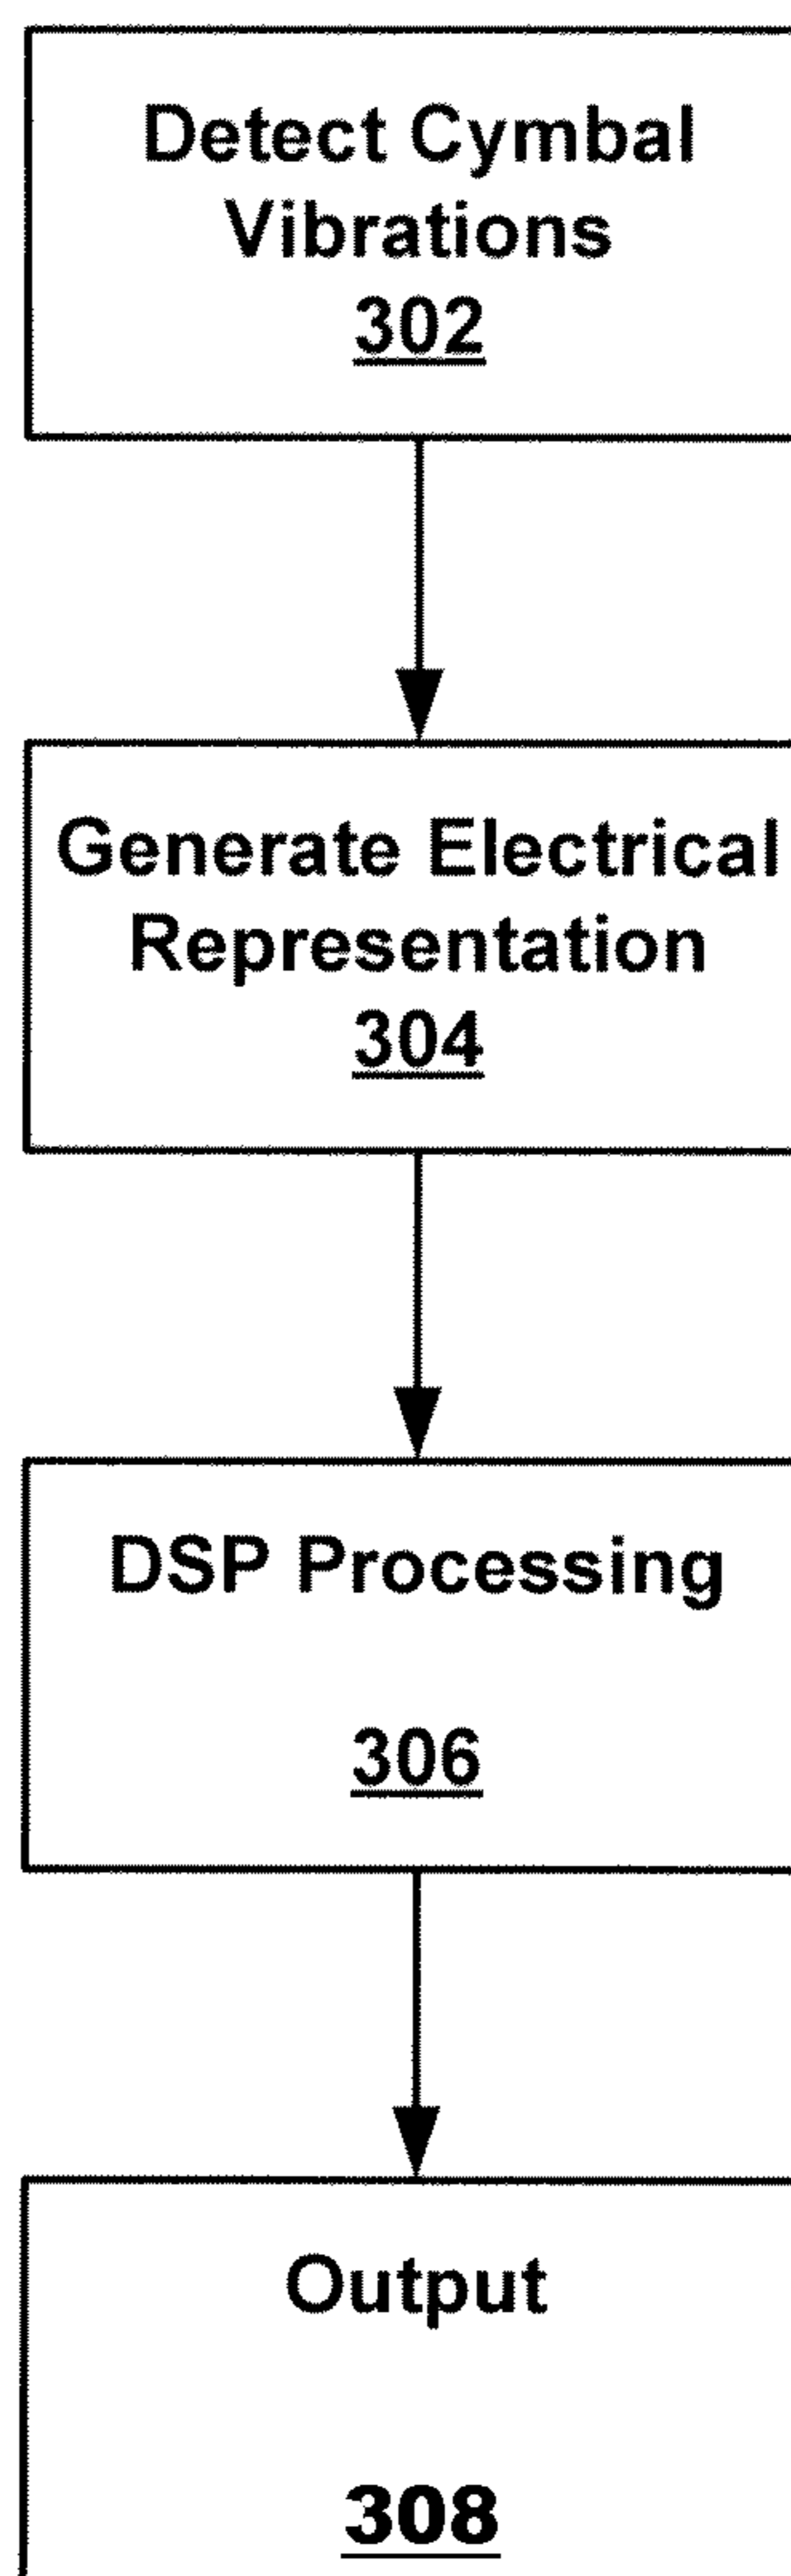 Detect Cymbal
Vibrations
302
Generate Electrical
Representation
304
DSP Processing
306
Output
308